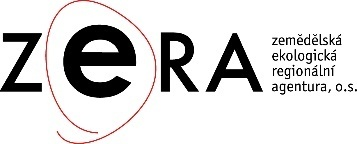 ZeRA
zemědělská
ekologická
regionální
agentura, o.s.